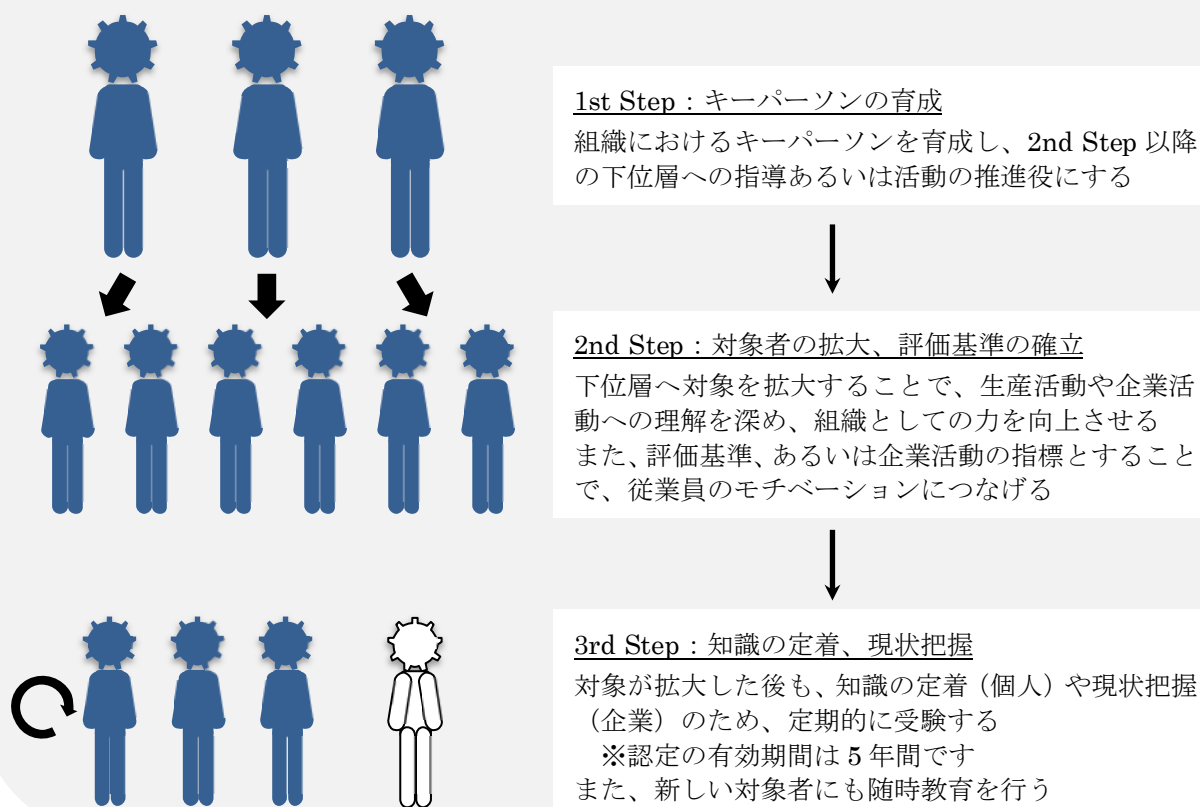 1st Step：キーパーソンの育成
組織におけるキーパーソンを育成し、2nd Step 以降
の下位層への指導あるいは活動の推進役にする
2nd Step：対象者の拡大、評価基準の確立
下位層へ対象を拡大することで、生産活動や企業活
動への理解を深め、組織としての力を向上させる
また、評価基準、あるいは企業活動の指標とすること
で、従業員のモチベーションにつなげる
3rd Step：知識の定着、現状把握
対象が拡大した後も、知識の定着（個人）や現状把握
（企業）のため、定期的に受験する
※認定の有効期間は 5 年間です
また、新しい対象者にも随時教育を行う